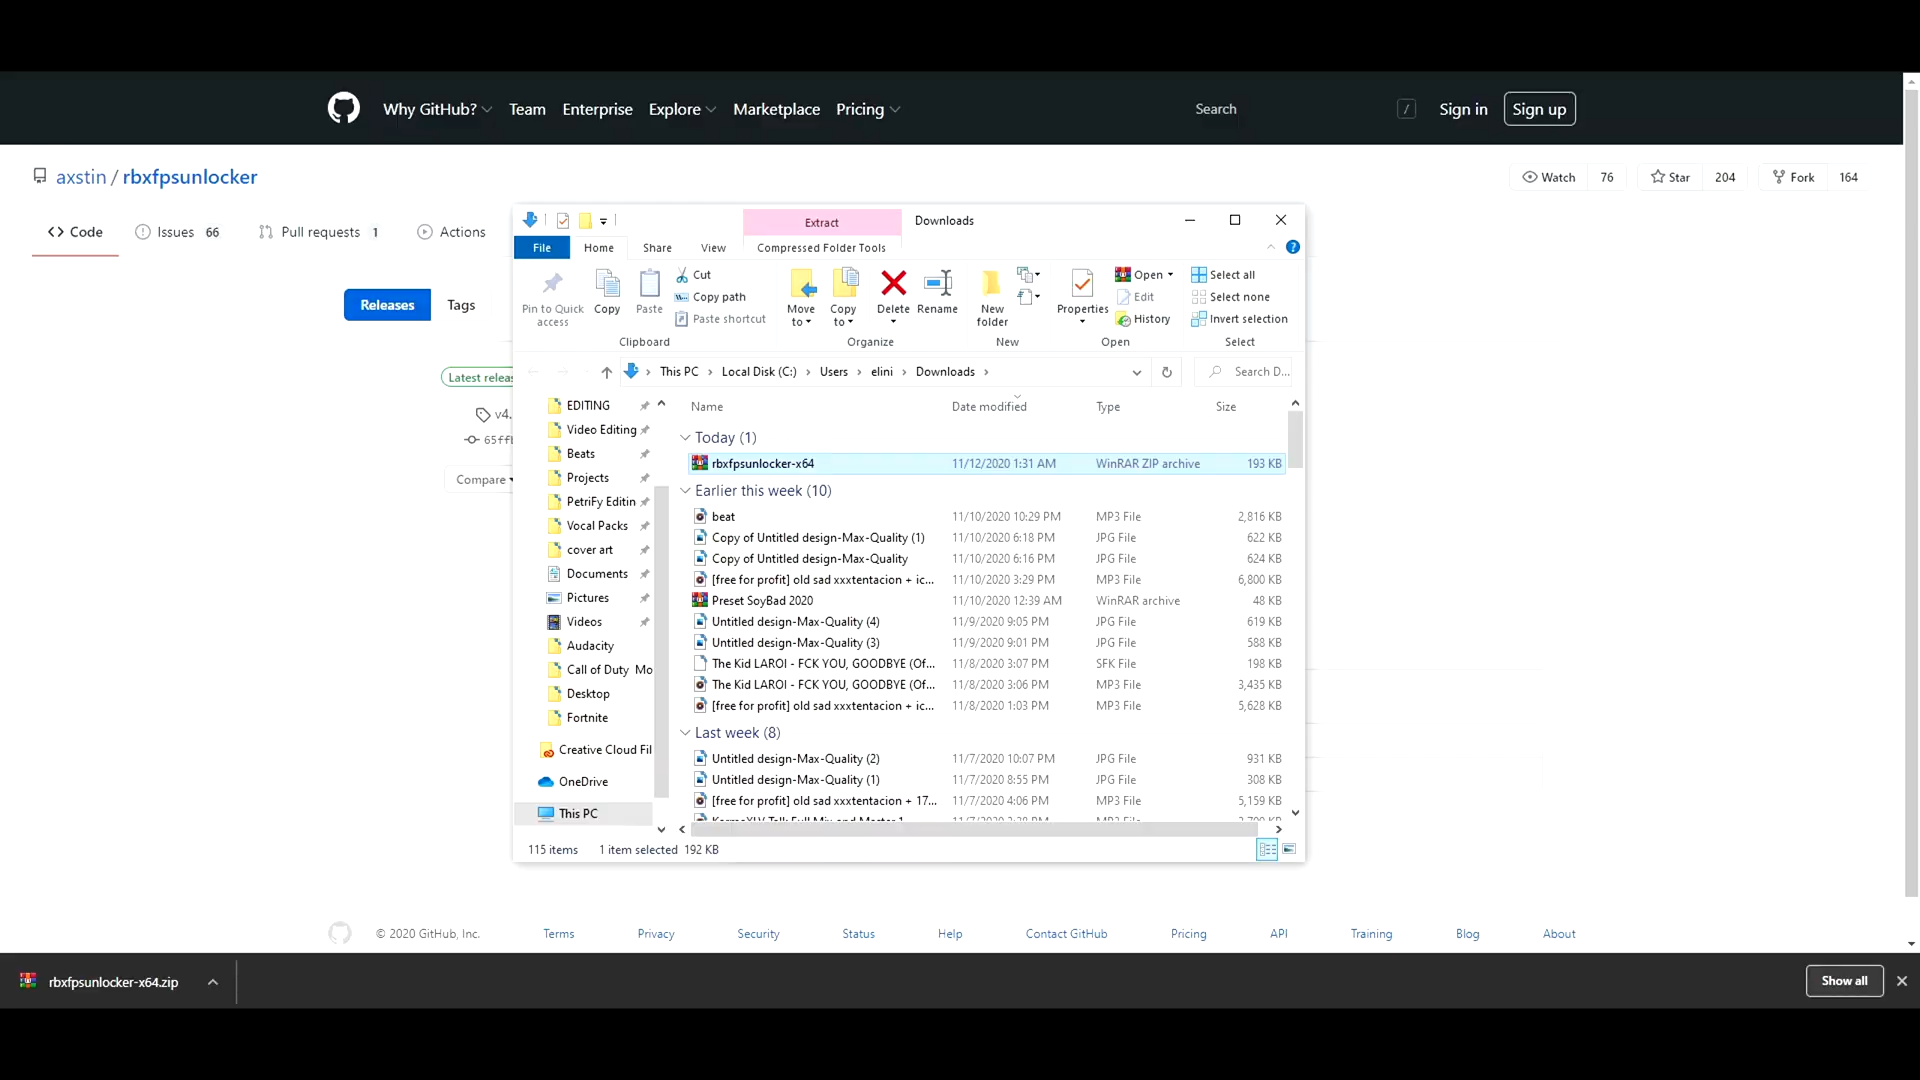 Why GitHub? Team Enterprise Explore Marketplace Pricing Search / Sign in Sign up
axstin / rbxfpsunlocker Watch 76 Star 204 Fork 164
Code Issues 66 Pull requests 1 Actions
Releases Tags
Latest releas
v4.
Compare
Extract Downloads
File Home Share View Compressed Folder Tools
Pin to Quick access Copy Paste Cut Copy path Paste shortcut
Move to Copy to Delete Rename New folder Properties Open Edit History
Select all Select none Invert selection
Clipboard Organize New Open Select
This PC > Local Disk (C:) > Users > elini > Downloads > Search D...
EDITING
Video Editing
Beats
Projects
PetriFy Editin
Vocal Packs
cover art
Documents
Pictures
Videos
Audacity
Call of Duty Mo
Desktop
Fortnite
Creative Cloud Fil
OneDrive
This PC
Name Date modified Type Size
Today (1)
rbxfpsunlocker-x64 11/12/2020 1:31 AM WinRAR ZIP archive 193 KB
Earlier this week (10)
beat 11/10/2020 10:29 PM MP3 File 2,816 KB
Copy of Untitled design-Max-Quality (1) 11/10/2020 6:18 PM JPG File 622 KB
Copy of Untitled design-Max-Quality 11/10/2020 6:16 PM JPG File 624 KB
[free for profit] old sad xxxtentacion + ic... 11/10/2020 3:29 PM MP3 File 6,800 KB
Preset SoyBad 2020 11/10/2020 12:39 AM WinRAR archive 48 KB
Untitled design-Max-Quality (4) 11/9/2020 9:05 PM JPG File 619 KB
Untitled design-Max-Quality (3) 11/9/2020 9:01 PM JPG File 588 KB
The Kid LAROI - FCK YOU, GOODBYE (Of... 11/8/2020 3:07 PM SFK File 198 KB
The Kid LAROI - FCK YOU, GOODBYE (Of... 11/8/2020 3:06 PM MP3 File 3,435 KB
[free for profit] old sad xxxtentacion + ic... 11/8/2020 1:03 PM MP3 File 5,628 KB
Last week (8)
Untitled design-Max-Quality (2) 11/7/2020 10:07 PM JPG File 931 KB
Untitled design-Max-Quality (1) 11/7/2020 8:55 PM JPG File 308 KB
[free for profit] old sad xxxtentacion + 17... 11/7/2020 4:06 PM MP3 File 5,159 KB
115 items 1 item selected 192 KB
© 2020 GitHub, Inc. Terms Privacy Security Status Help Contact GitHub Pricing API Training Blog About
rbxfpsunlocker-x64.zip Show all